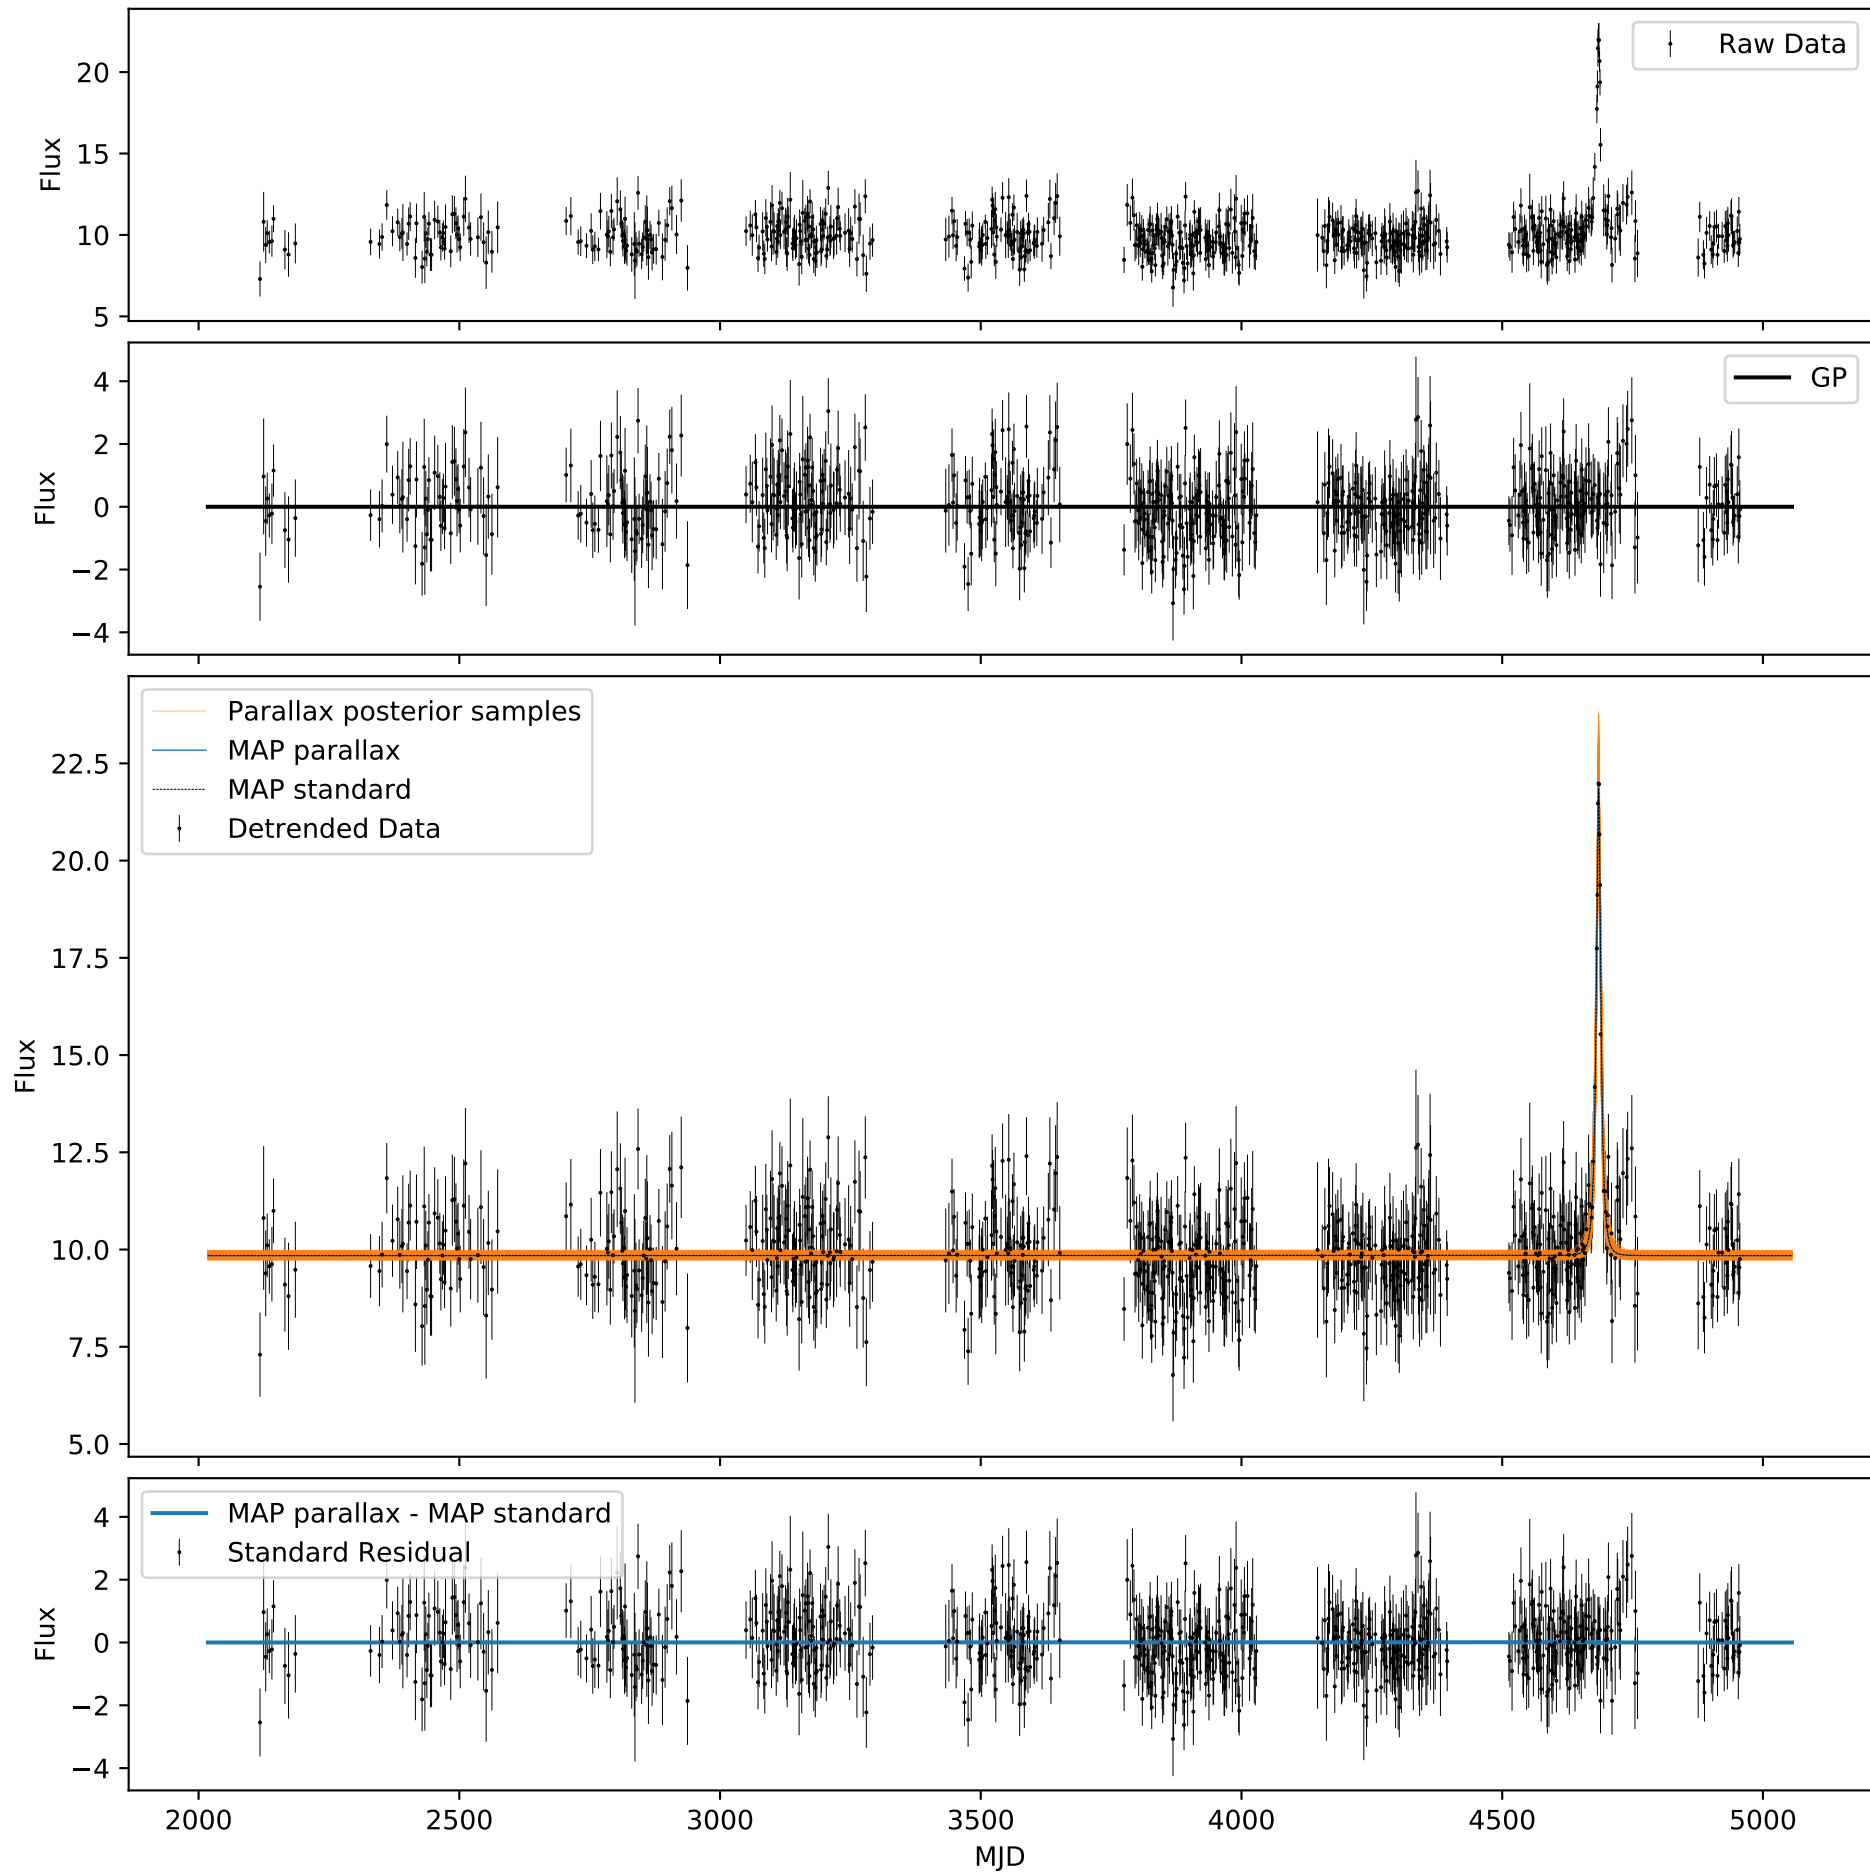 Flux
20
15
10
5
Raw Data
Flux
4
2
0
−2
−4
GP
Flux
22.5
20.0
17.5
15.0
12.5
10.0
7.5
5.0
Parallax posterior samples
MAP parallax
MAP standard
Detrended Data
Flux
4
2
0
−2
−4
MAP parallax - MAP standard
Standard Residual
2000 2500 3000 3500 4000 4500 5000
MJD